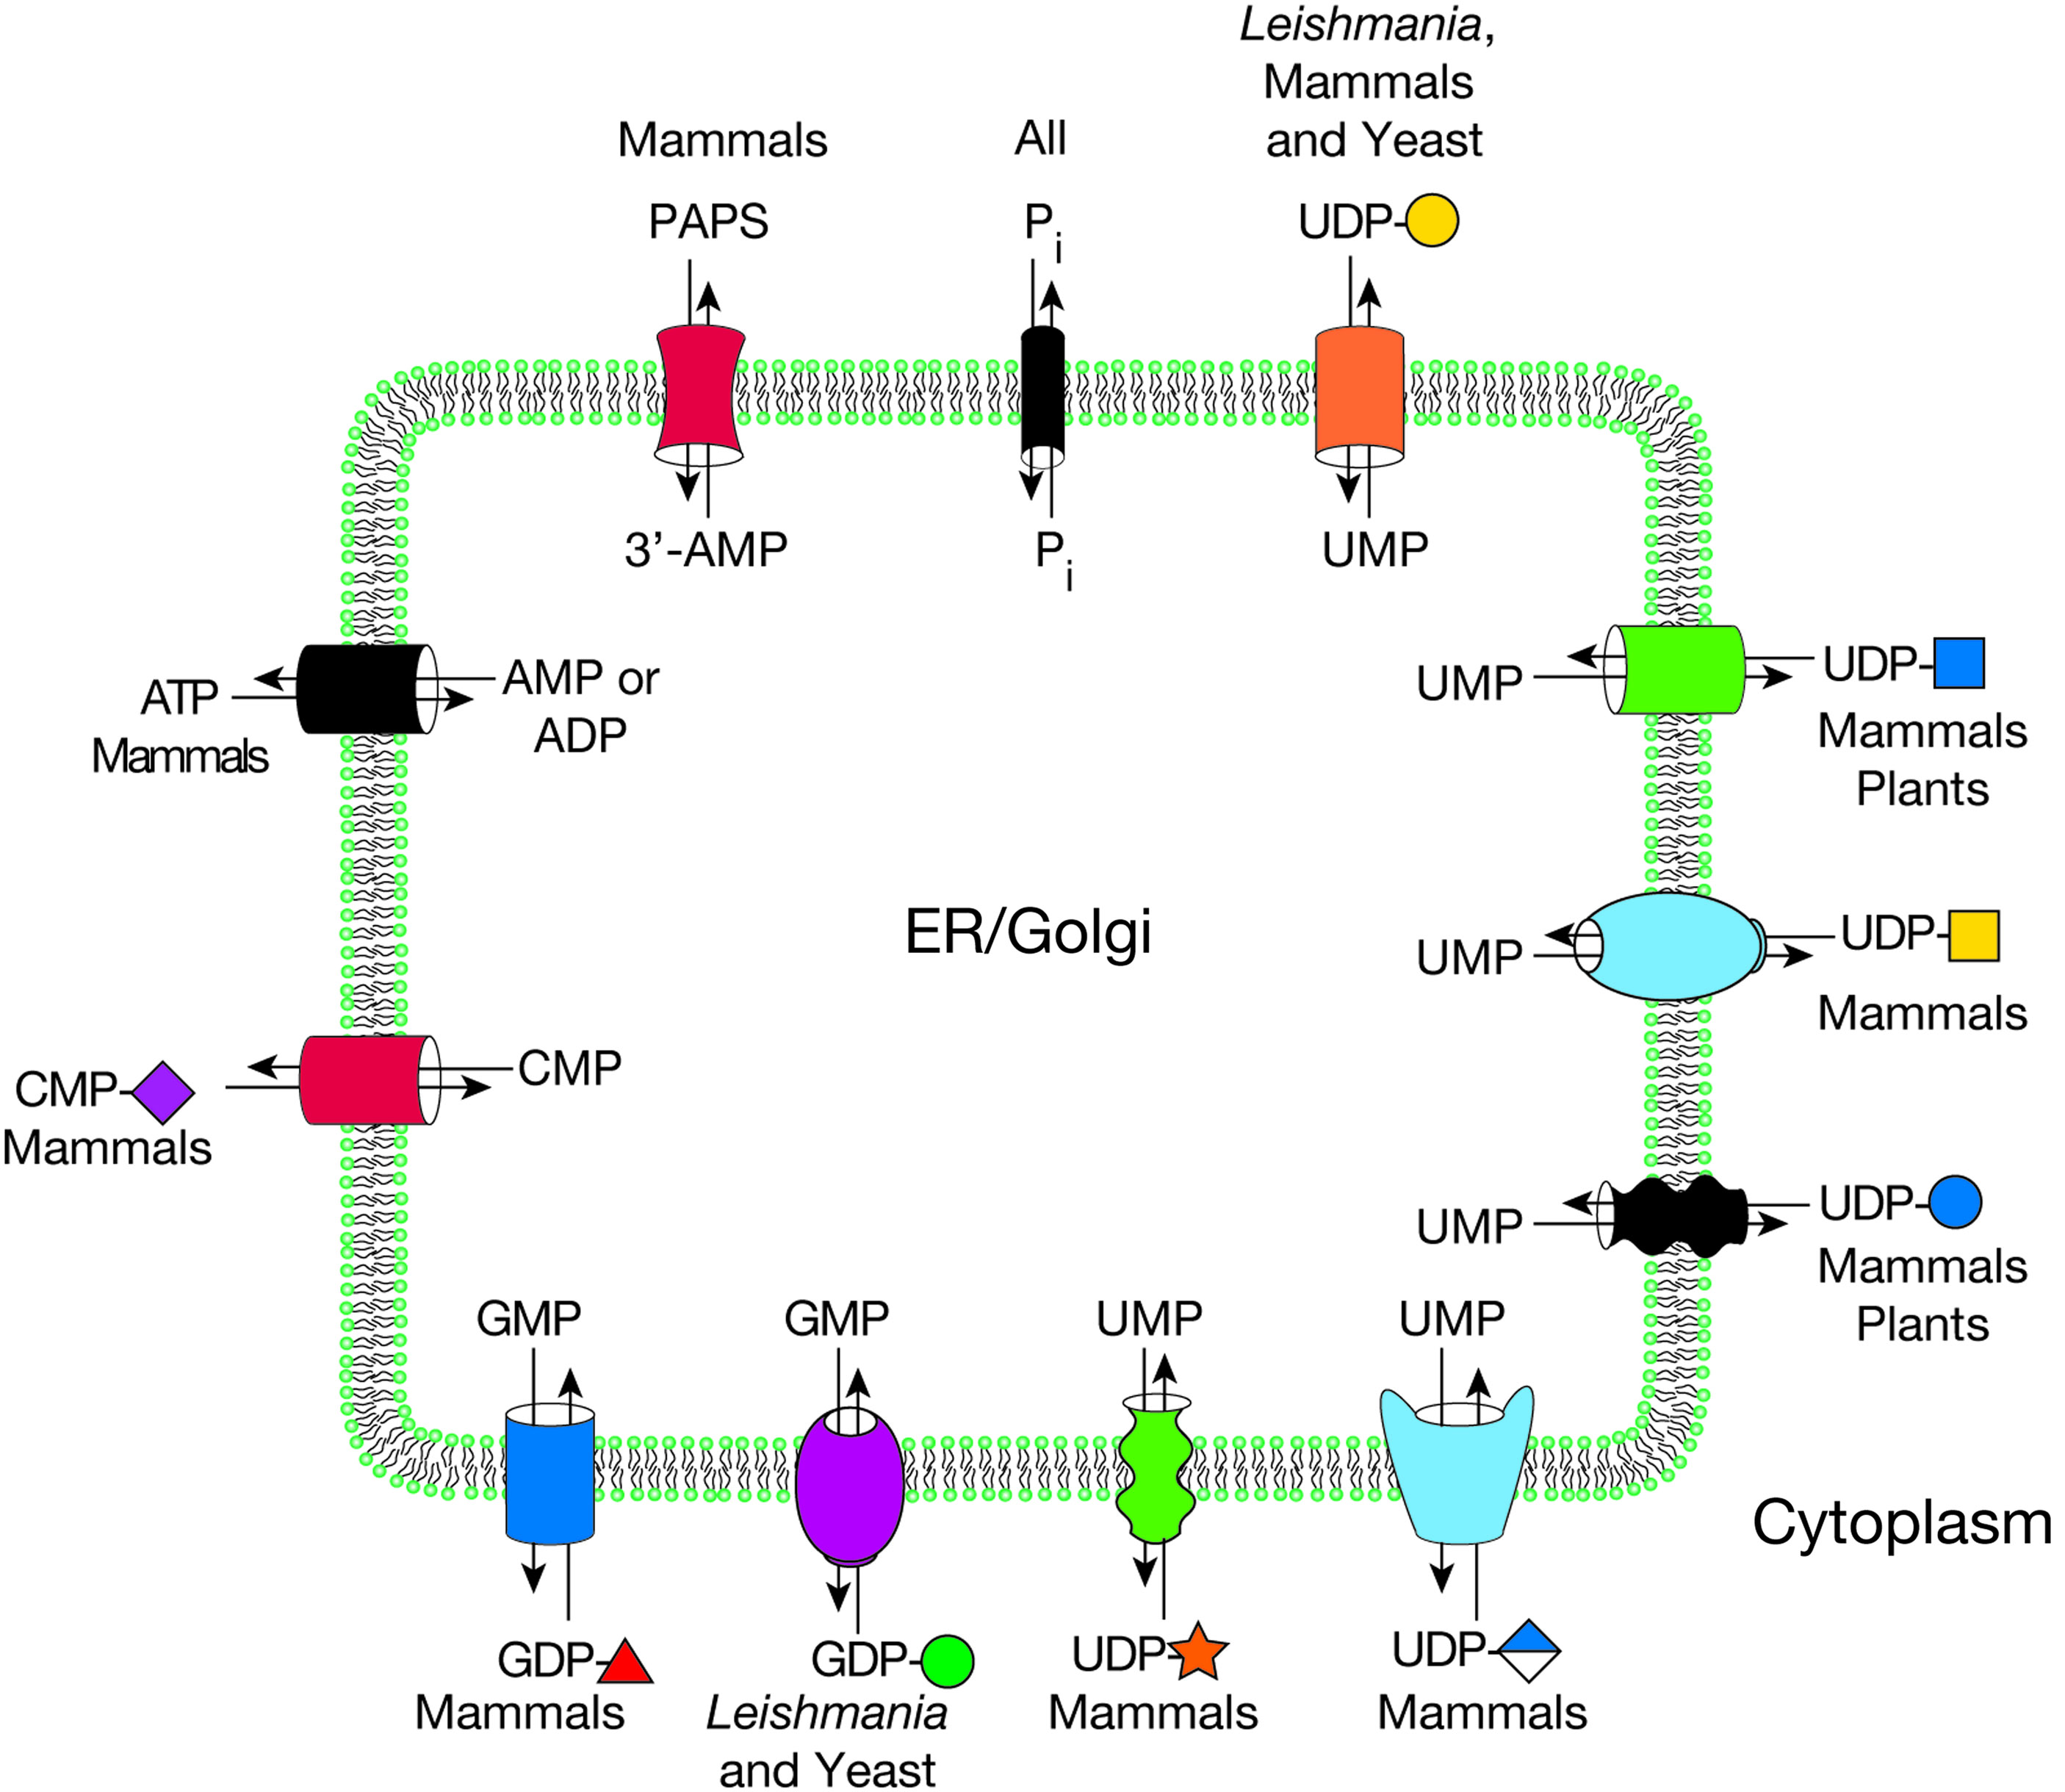 Leishmania,
Mammals
and Yeast
Mammals
All
PAPS
Pi
UDP-
3’-AMP
Pi
UMP
ATP
Mammals
AMP or
ADP
UMP
UDP-
Mammals
Plants
ER/Golgi
UMP
UDP-
Mammals
CMP-
Mammals
CMP
UMP
UDP-
Mammals
Plants
GMP
GMP
UMP
UMP
Cytoplasm
GDP-
Mammals
GDP-
Leishmania
and Yeast
UDP-
Mammals
UDP-
Mammals